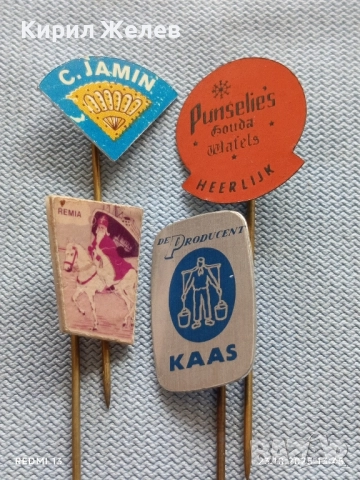 Кирил Желев
C. JAMIN
Punselie's
Gouda
Wafels
HEERLIJK
REMIA
DE PRODUCENT
KAAS
REDMI 13